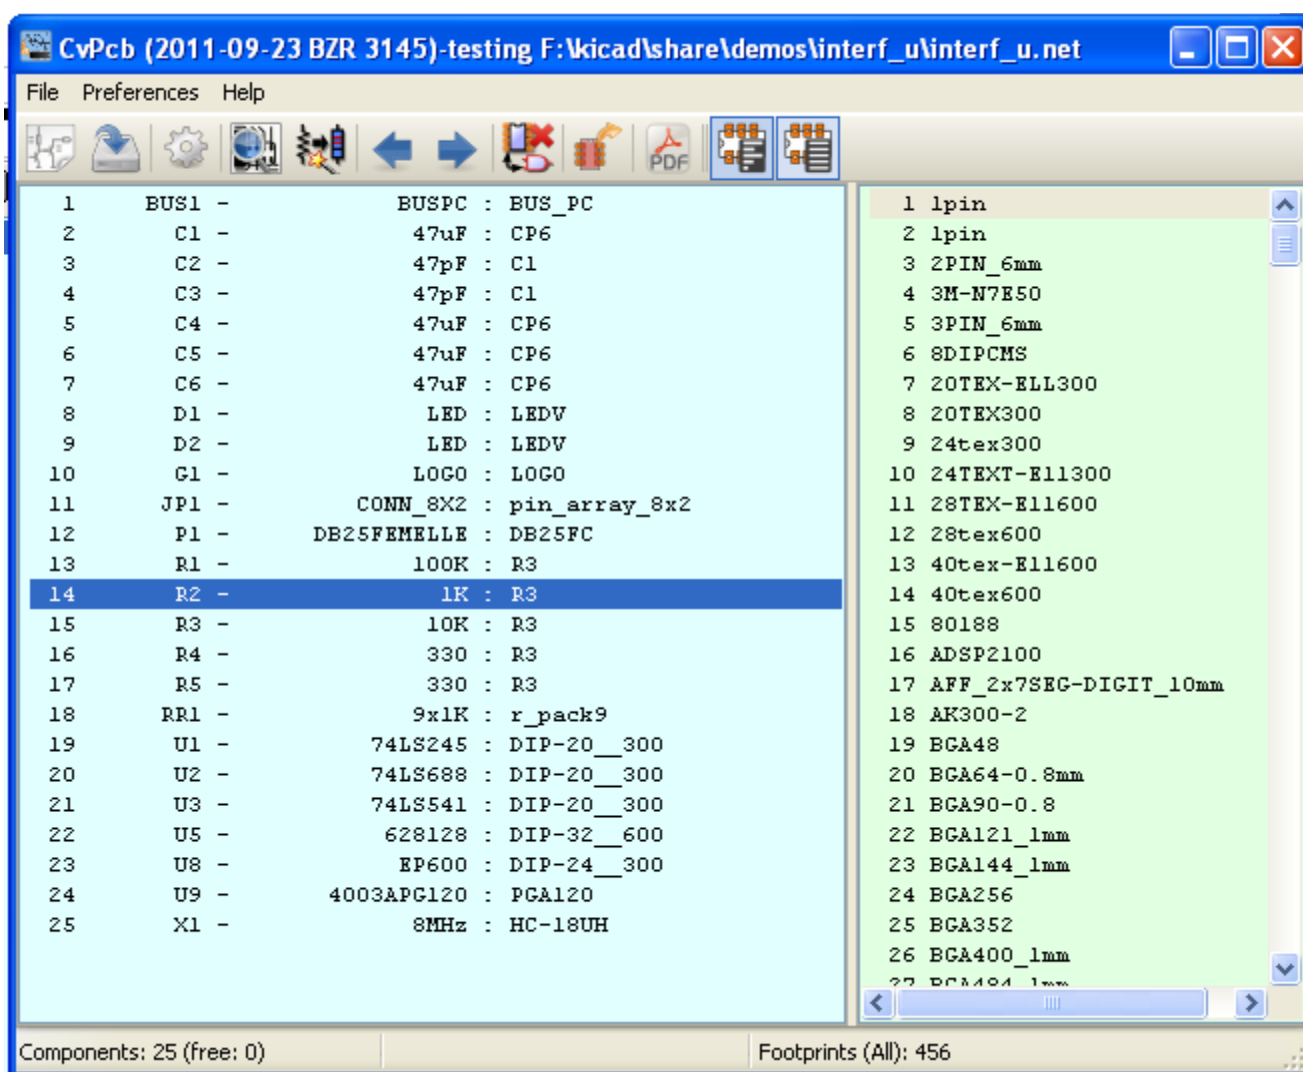 CvPcb (2011-09-23 BZR 3145)-testing F:\kicad\share\demos\interf_u\interf_u.net
File Preferences Help
PDF
1 BUS1 - BUSPC : BUS_PC
2 C1 - 47uF : CP6
3 C2 - 47pF : C1
4 C3 - 47pF : C1
5 C4 - 47uF : CP6
6 C5 - 47uF : CP6
7 C6 - 47uF : CP6
8 D1 - LED : LEDV
9 D2 - LED : LEDV
10 G1 - LOGO : LOGO
11 JP1 - CONN_8X2 : pin_array_8x2
12 P1 - DB25FEMELLE : DB25FC
13 R1 - 100K : R3
14 R2 - 1K : R3
15 R3 - 10K : R3
16 R4 - 330 : R3
17 R5 - 330 : R3
18 RR1 - 9x1K : r_pack9
19 U1 - 74LS245 : DIP-20__300
20 U2 - 74LS688 : DIP-20__300
21 U3 - 74LS541 : DIP-20__300
22 U5 - 628128 : DIP-32__600
23 U8 - EP600 : DIP-24__300
24 U9 - 4003APG120 : PGA120
25 X1 - 8MHz : HC-18UH
1 1pin
2 1pin
3 2PIN_6mm
4 3M-N7E50
5 3PIN_6mm
6 8DIPCMS
7 20TEX-ELL300
8 20TEX300
9 24tex300
10 24TEXT-Ell300
11 28TEX-Ell600
12 28tex600
13 40tex-Ell600
14 40tex600
15 80188
16 ADSP2100
17 AFF_2x7SEG-DIGIT_10mm
18 AK300-2
19 BGA48
20 BGA64-0.8mm
21 BGA90-0.8
22 BGA121_1mm
23 BGA144_1mm
24 BGA256
25 BGA352
26 BGA400_1mm
27 BGA484_1mm
Components: 25 (free: 0)
Footprints (All): 456